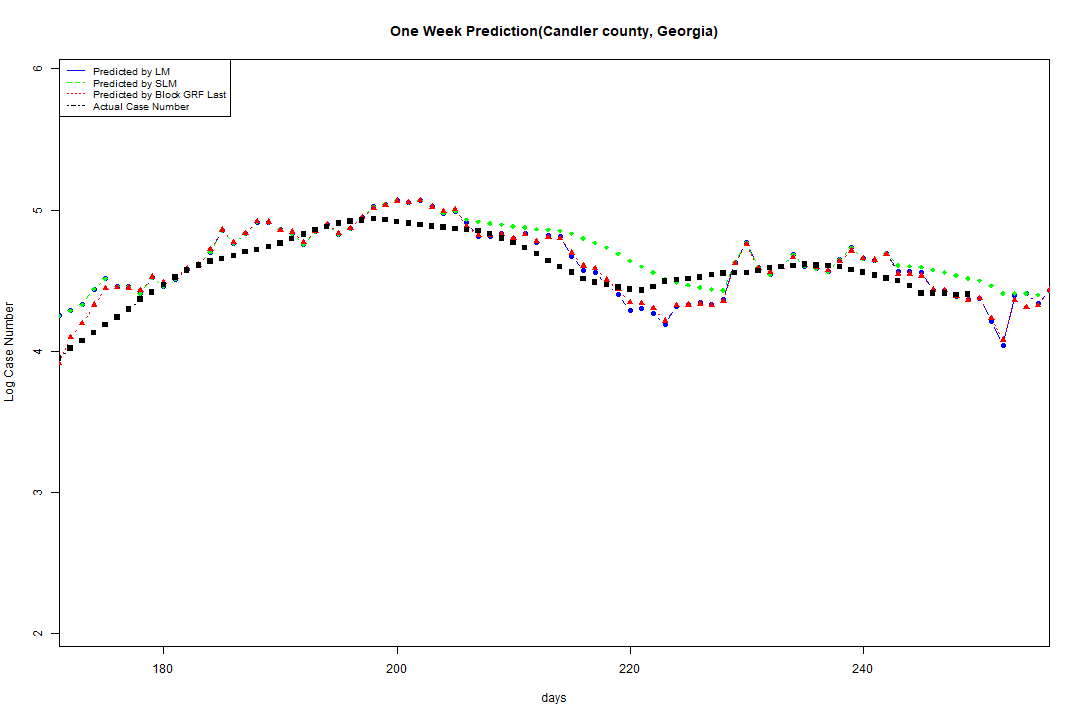 One Week Prediction(Candler county, Georgia)
Predicted by LM
Predicted by SLM
Predicted by Block GRF Last
Actual Case Number
6
5
4
3
2
Log Case Number
180 200 220 240
days